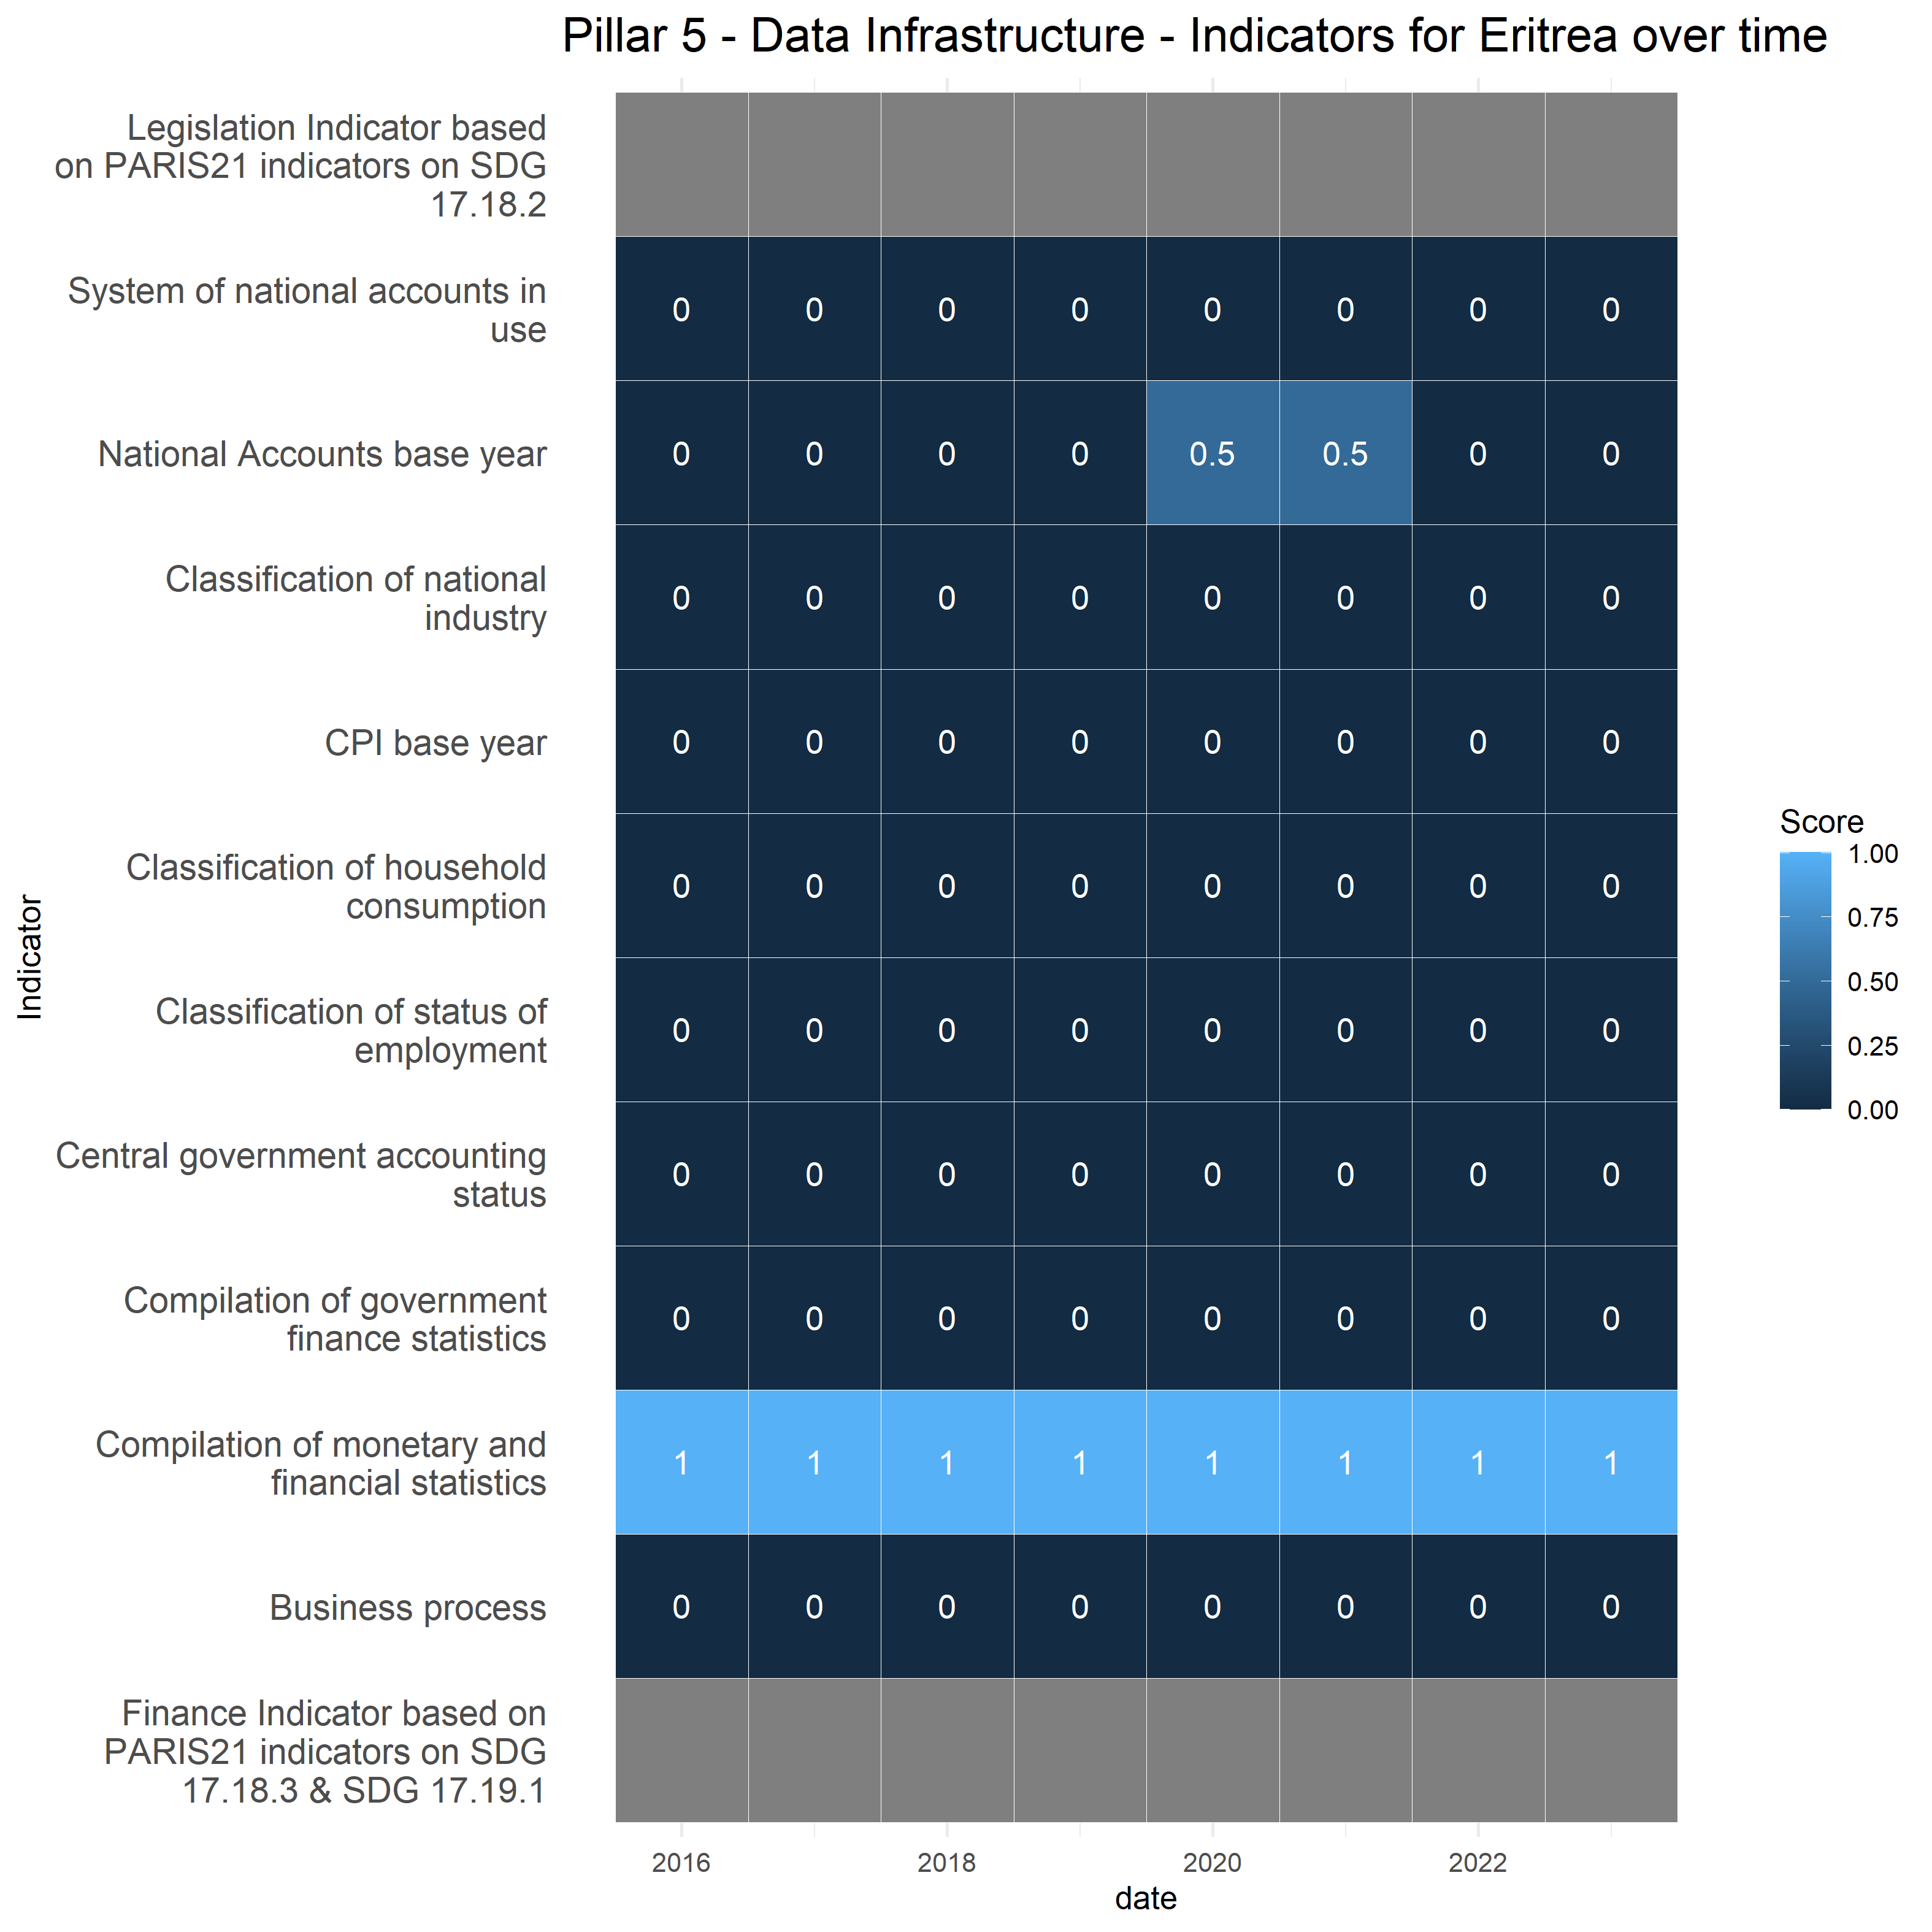 Pillar 5 - Data Infrastructure - Indicators for Eritrea over time
Legislation Indicator based
on PARIS21 indicators on SDG
17.18.2
System of national accounts in
use
0 0 0 0 0 0 0 0
National Accounts base year
0 0 0 0 0.5 0.5 0 0
Classification of national
industry
0 0 0 0 0 0 0 0
CPI base year
0 0 0 0 0 0 0 0
Classification of household
consumption
0 0 0 0 0 0 0 0
Classification of status of
employment
0 0 0 0 0 0 0 0
Central government accounting
status
0 0 0 0 0 0 0 0
Compilation of government
finance statistics
0 0 0 0 0 0 0 0
Compilation of monetary and
financial statistics
1 1 1 1 1 1 1 1
Business process
0 0 0 0 0 0 0 0
Finance Indicator based on
PARIS21 indicators on SDG
17.18.3 & SDG 17.19.1
Indicator
2016 2018 2020 2022
date
Score
1.00
0.75
0.50
0.25
0.00